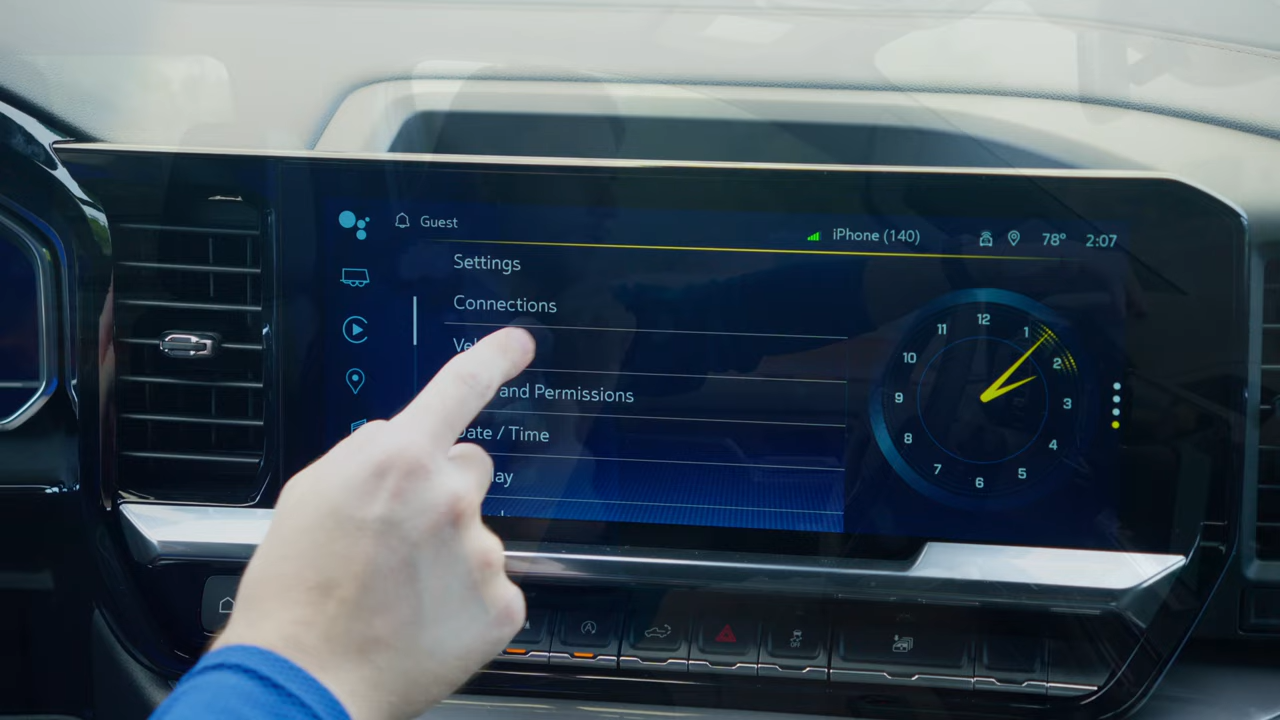 Guest
iPhone (140)
78°
2:07
Settings
Connections
and Permissions
Date / Time
12
1
2
3
4
5
6
7
8
9
10
11